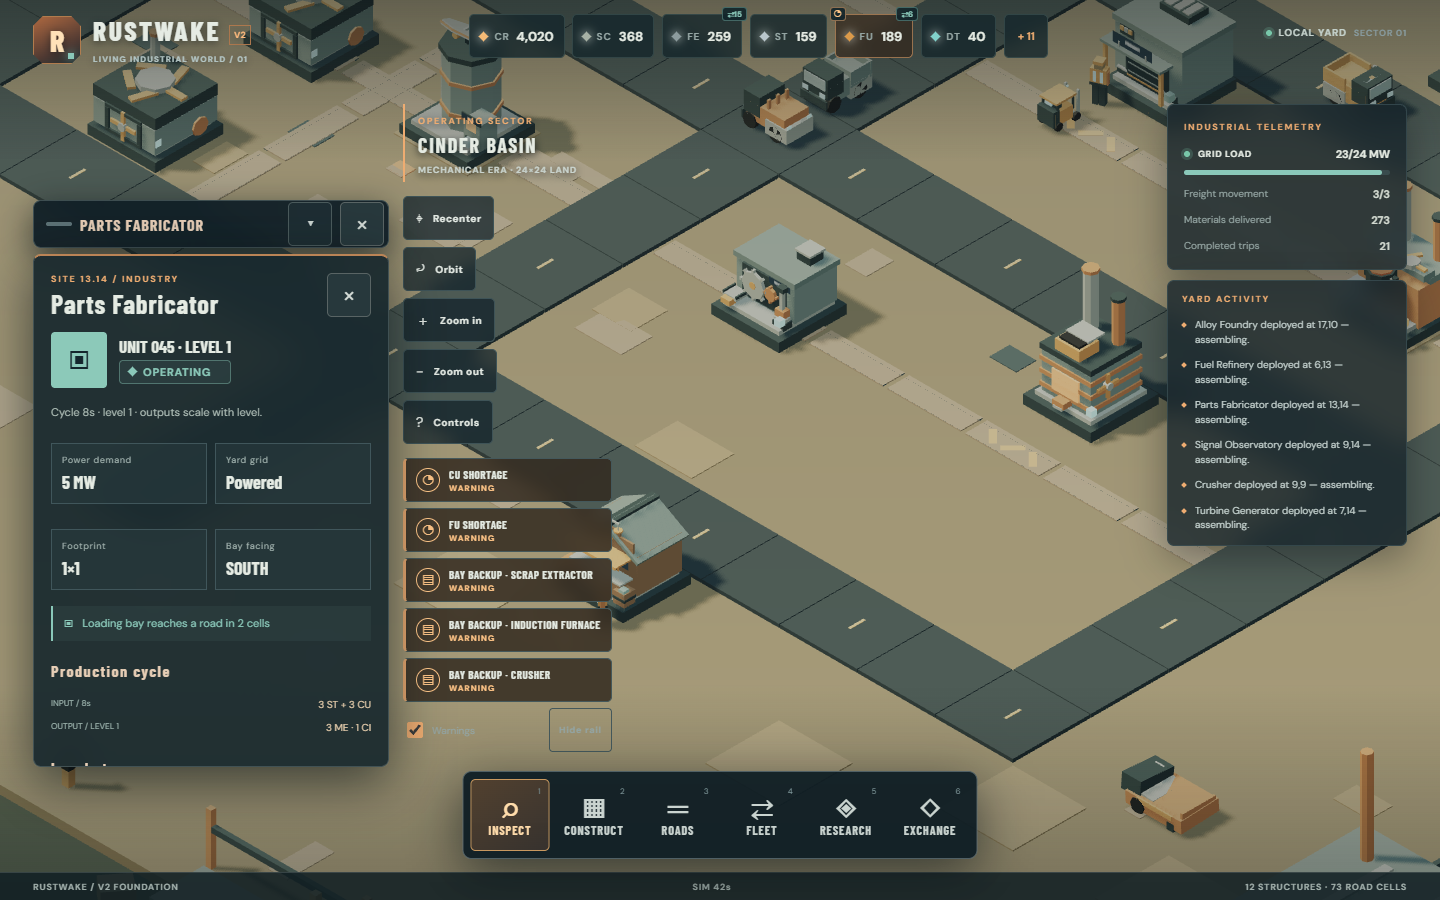 R
RUSTWAKE V2
LIVING INDUSTRIAL WORLD / 01
CR 4,020
SC 368
⇄15
FE 259
ST 159
⇄6
FU 189
DT 40
+11
LOCAL YARD SECTOR 01
OPERATING SECTOR
CINDER BASIN
MECHANICAL ERA · 24×24 LAND
PARTS FABRICATOR ▼ ✕
SITE 13.14 / INDUSTRY
Parts Fabricator ✕
UNIT 045 · LEVEL 1
◆ OPERATING
Cycle 8s · level 1 · outputs scale with level.
Power demand
5 MW
Yard grid
Powered
Footprint
1×1
Bay facing
SOUTH
Loading bay reaches a road in 2 cells
Production cycle
INPUT / 8s 3 ST + 3 CU
OUTPUT / LEVEL 1 3 ME · 1 CI
Recenter
Orbit
+ Zoom in
− Zoom out
? Controls
CU SHORTAGE
WARNING
FU SHORTAGE
WARNING
BAY BACKUP · SCRAP EXTRACTOR
WARNING
BAY BACKUP · INDUCTION FURNACE
WARNING
BAY BACKUP · CRUSHER
WARNING
Warnings Hide rail
INDUSTRIAL TELEMETRY
GRID LOAD 23/24 MW
Freight movement 3/3
Materials delivered 273
Completed trips 21
YARD ACTIVITY
Alloy Foundry deployed at 17,10 —
assembling.
Fuel Refinery deployed at 6,13 —
assembling.
Parts Fabricator deployed at 13,14 —
assembling.
Signal Observatory deployed at 9,14 —
assembling.
Crusher deployed at 9,9 — assembling.
Turbine Generator deployed at 7,14 —
assembling.
1 INSPECT
2 CONSTRUCT
3 ROADS
4 FLEET
5 RESEARCH
6 EXCHANGE
RUSTWAKE / V2 FOUNDATION
SIM 42s
12 STRUCTURES · 73 ROAD CELLS